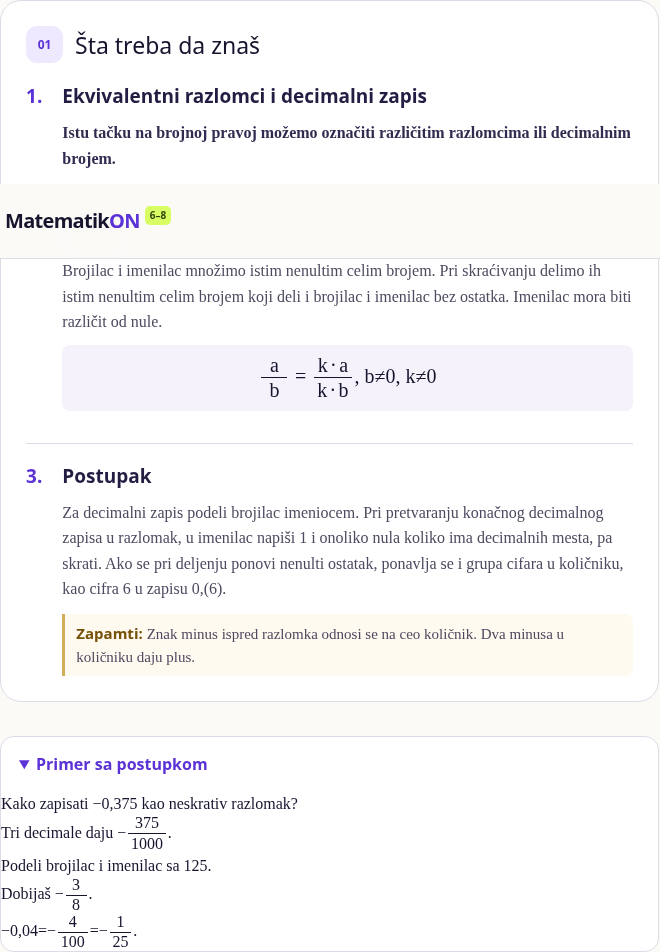 01 Šta treba da znaš
1. Ekvivalentni razlomci i decimalni zapis
Istu tačku na brojnoj pravoj možemo označiti različitim razlomcima ili decimalnim
brojem.
MatematikON 6–8
Brojilac i imenilac množimo istim nenultim celim brojem. Pri skraćivanju delimo ih
istim nenultim celim brojem koji deli i brojilac i imenilac bez ostatka. Imenilac mora biti
različit od nule.
a/b = k·a/k·b, b≠0, k≠0
3. Postupak
Za decimalni zapis podeli brojilac imeniocem. Pri pretvaranju konačnog decimalnog
zapisa u razlomak, u imenilac napiši 1 i onoliko nula koliko ima decimalnih mesta, pa
skrati. Ako se pri deljenju ponovi nenulti ostatak, ponavlja se i grupa cifara u količniku,
kao cifra 6 u zapisu 0,(6).
Zapamti: Znak minus ispred razlomka odnosi se na ceo količnik. Dva minusa u
količniku daju plus.
▼ Primer sa postupkom
Kako zapisati −0,375 kao neskrativ razlomak?
Tri decimale daju −375/1000.
Podeli brojilac i imenilac sa 125.
Dobijaš −3/8.
−0,04=−4/100=−1/25.